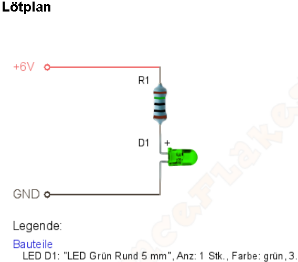 Lötplan
+6V
R1
D1
+
GND
Legende:
Bauteile
LED D1: "LED Grün Rund 5 mm", Anz: 1 Stk., Farbe: grün, 3.